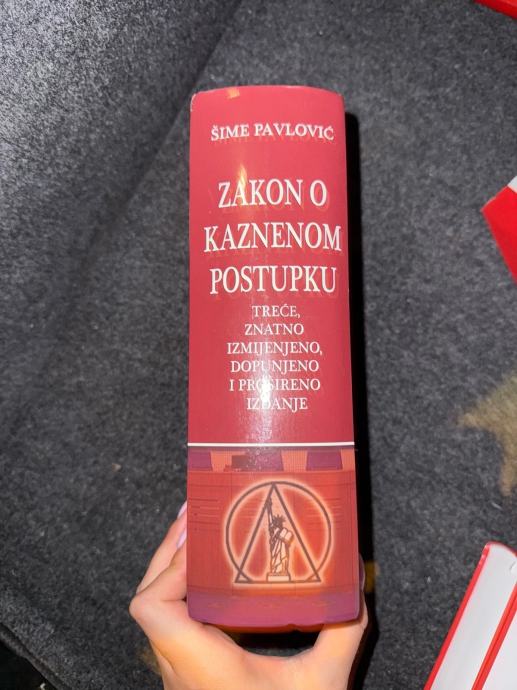 ŠIME PAVLOVIĆ
ZAKON O
KAZNENOM
POSTUPKU
TREĆE,
ZNATNO
IZMIJENJENO,
DOPUNJENO
I PROŠIRENO
IZDANJE